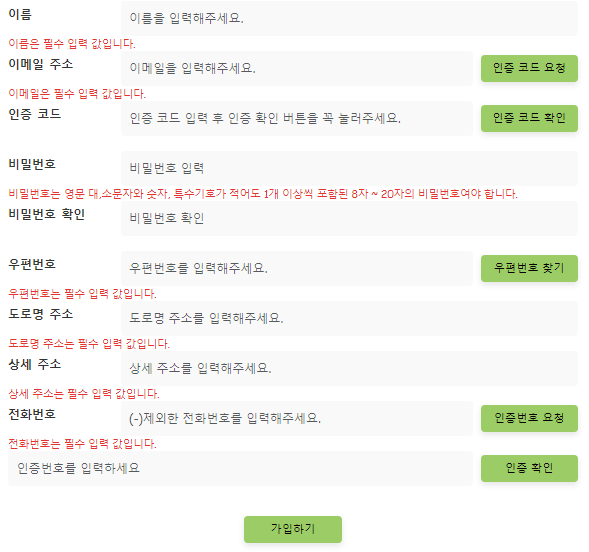 이름 이름을 입력해주세요.
이름은 필수 입력 값입니다.
이메일 주소 이메일을 입력해주세요. 인증 코드 요청
이메일은 필수 입력 값입니다.
인증 코드 인증 코드 입력 후 인증 확인 버튼을 꼭 눌러주세요. 인증 코드 확인
비밀번호 비밀번호 입력
비밀번호는 영문 대,소문자와 숫자, 특수기호가 적어도 1개 이상씩 포함된 8자 ~ 20자의 비밀번호여야 합니다.
비밀번호 확인 비밀번호 확인
우편번호 우편번호를 입력해주세요. 우편번호 찾기
우편번호는 필수 입력 값입니다.
도로명 주소 도로명 주소를 입력해주세요.
도로명 주소는 필수 입력 값입니다.
상세 주소 상세 주소를 입력해주세요.
상세 주소는 필수 입력 값입니다.
전화번호 (-)제외한 전화번호를 입력해주세요. 인증번호 요청
전화번호는 필수 입력 값입니다.
인증번호를 입력하세요 인증 확인
가입하기